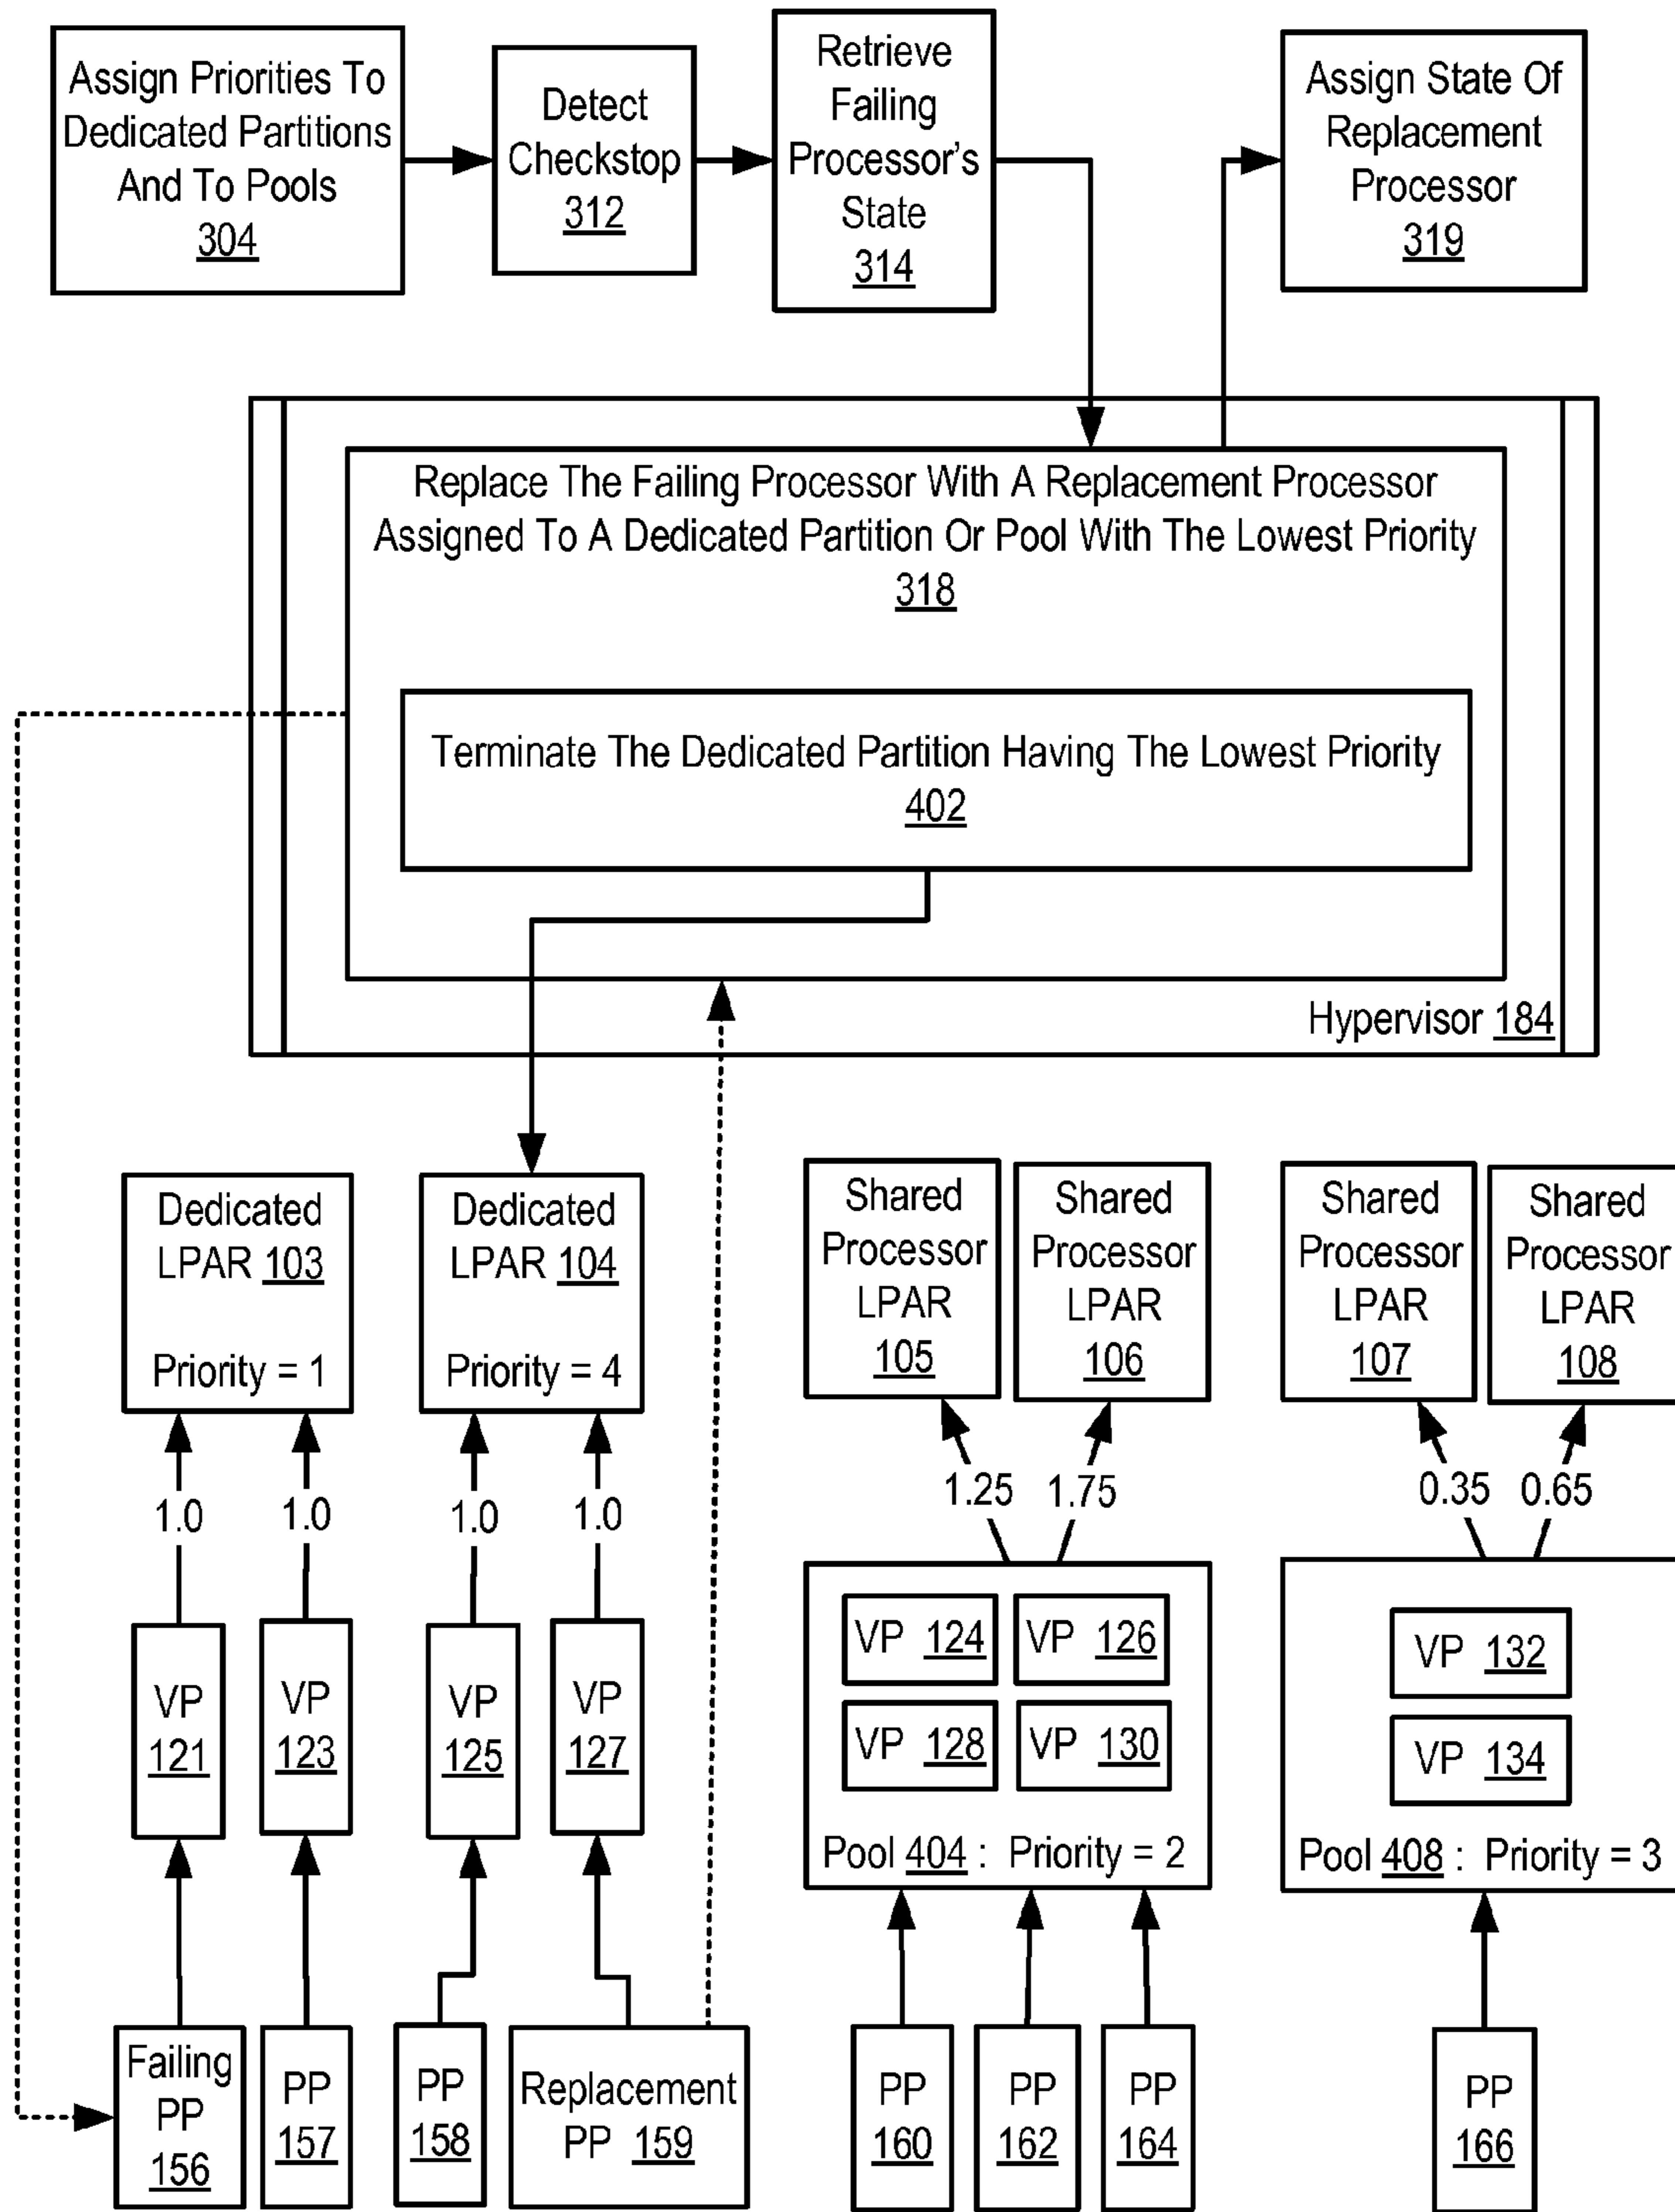 Assign Priorities To
Dedicated Partitions
And To Pools
304
Detect
Checkstop
312
Retrieve
Failing
Processor's
State
314
Assign State Of
Replacement
Processor
319
Replace The Failing Processor With A Replacement Processor
Assigned To A Dedicated Partition Or Pool With The Lowest Priority
318
Terminate The Dedicated Partition Having The Lowest Priority
402
Hypervisor 184
Dedicated
LPAR 103
Priority = 1
Dedicated
LPAR 104
Priority = 4
Shared
Processor
LPAR
105
Shared
Processor
LPAR
106
Shared
Processor
LPAR
107
Shared
Processor
LPAR
108
1.0
1.0
1.0
1.0
1.25
1.75
0.35
0.65
VP
121
VP
123
VP
125
VP
127
VP 124
VP 126
VP 128
VP 130
Pool 404 : Priority = 2
VP 132
VP 134
Pool 408 : Priority = 3
Failing
PP
156
PP
157
PP
158
Replacement
PP 159
PP
160
PP
162
PP
164
PP
166